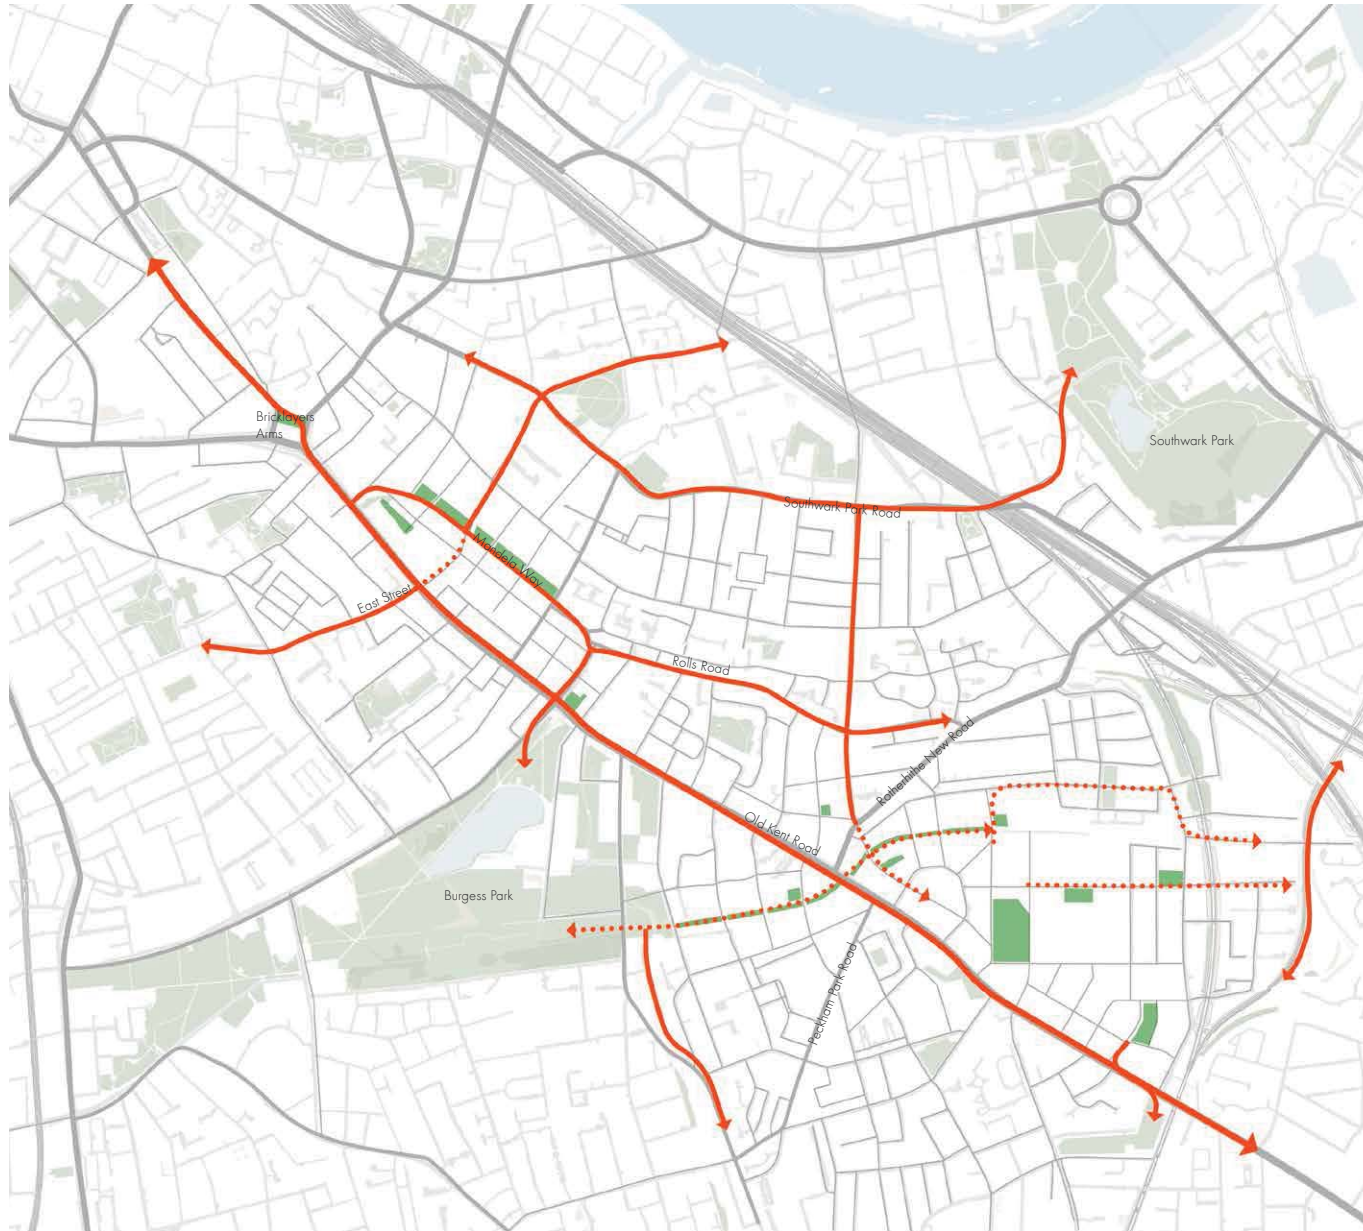 Bricklayers
Arms
Southwark Park
Southwark Park Road
Mandela Way
East Street
Rolls Road
Rotherhithe New Road
Old Kent Road
Burgess Park
Peckham Park Road